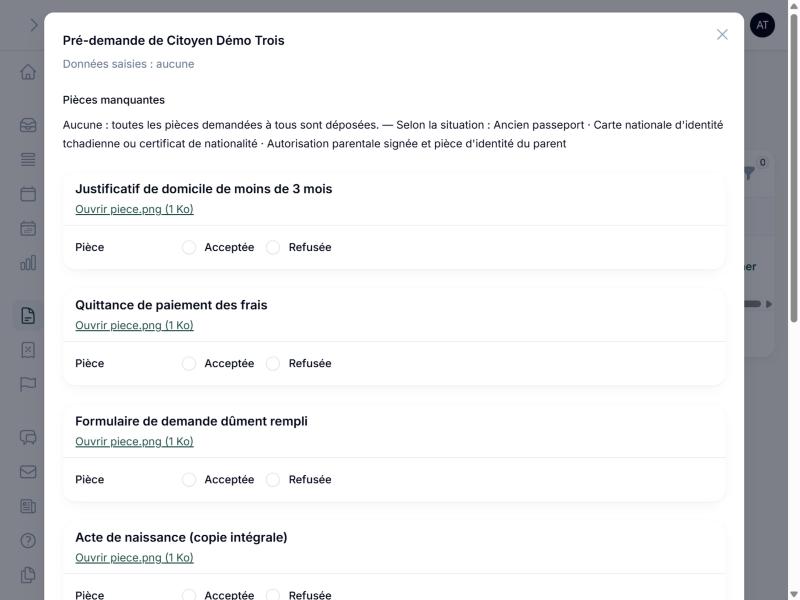 Pré-demande de Citoyen Démo Trois
AT
Données saisies : aucune
Pièces manquantes
Aucune : toutes les pièces demandées à tous sont déposées. — Selon la situation : Ancien passeport · Carte nationale d'identité
tchadienne ou certificat de nationalité · Autorisation parentale signée et pièce d'identité du parent
0
Justificatif de domicile de moins de 3 mois
Ouvrir piece.png (1 Ko)
Pièce Acceptée Refusée
er
Quittance de paiement des frais
Ouvrir piece.png (1 Ko)
Pièce Acceptée Refusée
Formulaire de demande dûment rempli
Ouvrir piece.png (1 Ko)
Pièce Acceptée Refusée
Acte de naissance (copie intégrale)
Ouvrir piece.png (1 Ko)
Pièce Acceptée Refusée